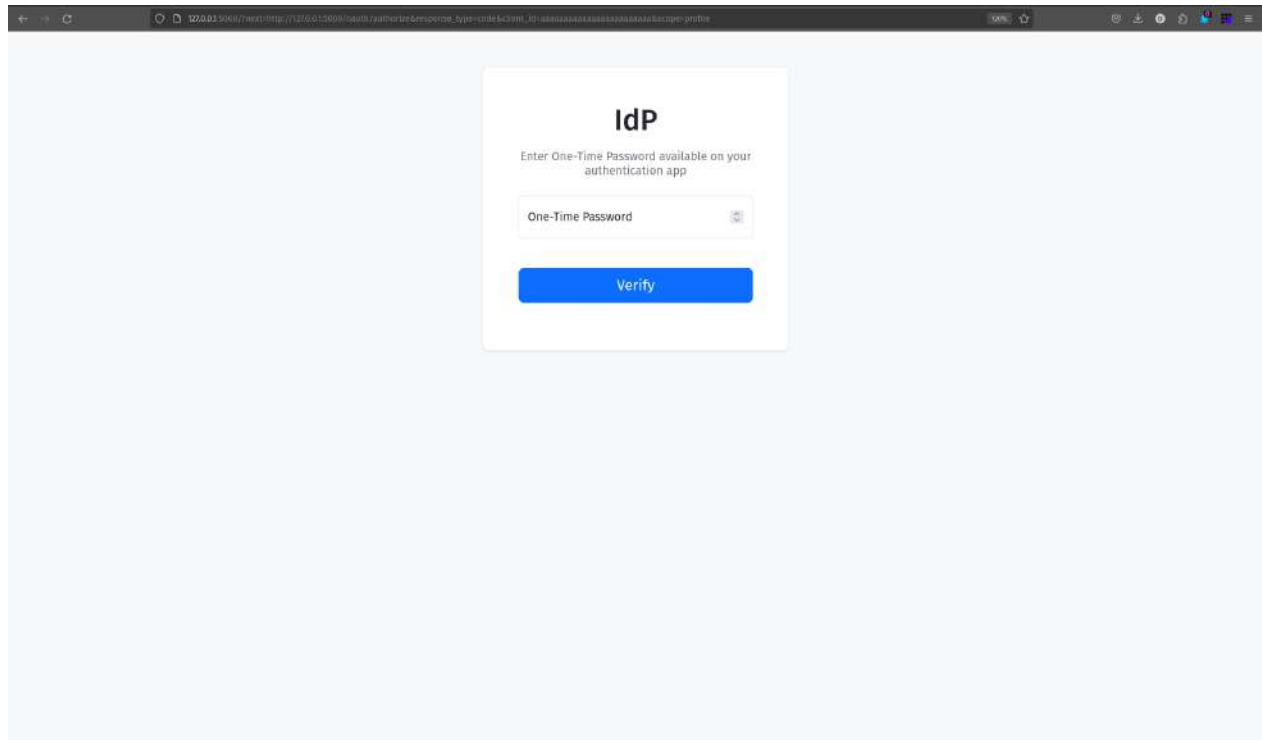 IdP
Enter One-Time Password available on your
authentication app
One-Time Password
Verify